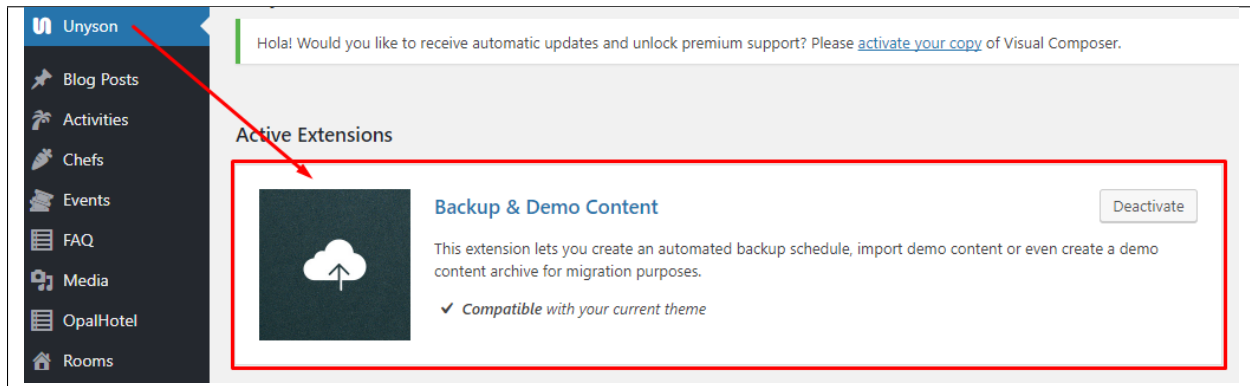 Unyson
Hola! Would you like to receive automatic updates and unlock premium support? Please activate your copy of Visual Composer.
Blog Posts
Activities
Chefs
Events
FAQ
Media
OpalHotel
Rooms
Active Extensions
Backup & Demo Content
Deactivate
This extension lets you create an automated backup schedule, import demo content or even create a demo
content archive for migration purposes.
✔ Compatible with your current theme